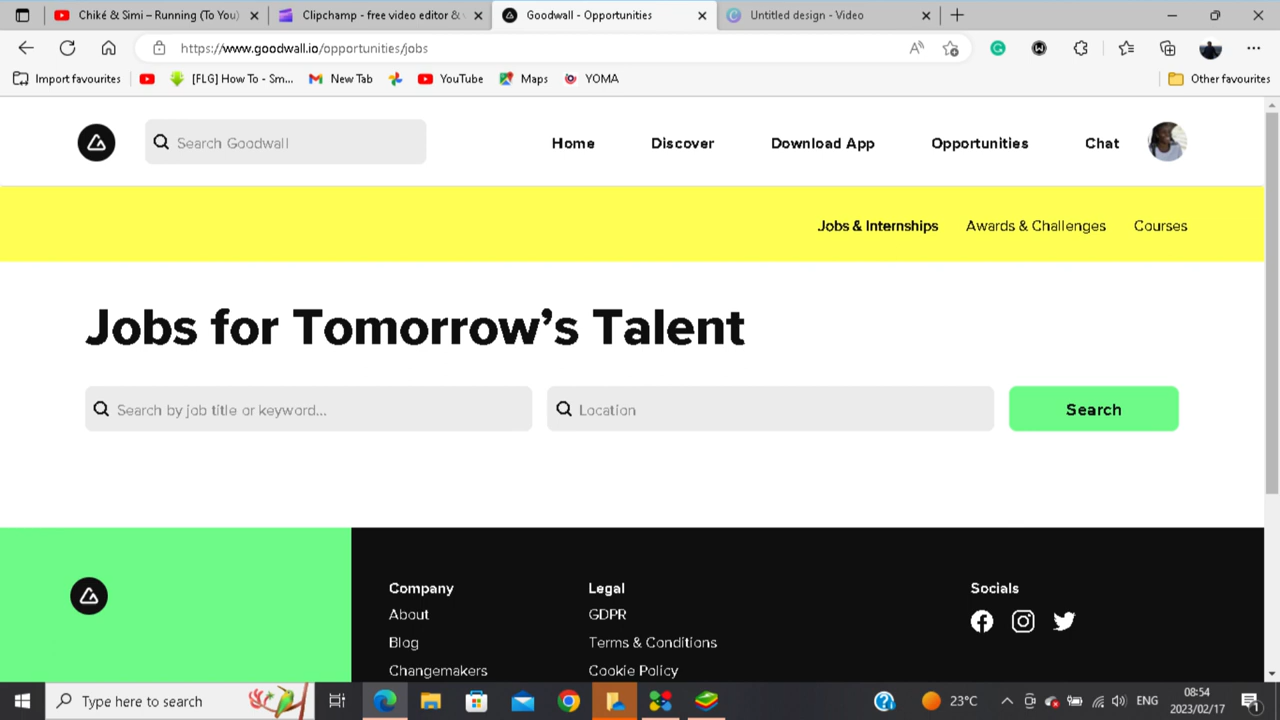 Chiké & Simi – Running (To You)
Clipchamp - free video editor &
Goodwall - Opportunities
Untitled design - Video
https://www.goodwall.io/opportunities/jobs
Import favourites
[FLG] How To - Sm...
New Tab
YouTube
Maps
YOMA
Other favourites
Search Goodwall
Home
Discover
Download App
Opportunities
Chat
Jobs & Internships
Awards & Challenges
Courses
Jobs for Tomorrow's Talent
Search by job title or keyword...
Location
Search
Company
Legal
Socials
About
GDPR
Blog
Terms & Conditions
Changemakers
Cookie Policy
Type here to search
23°C
ENG
08:54
2023/02/17
1